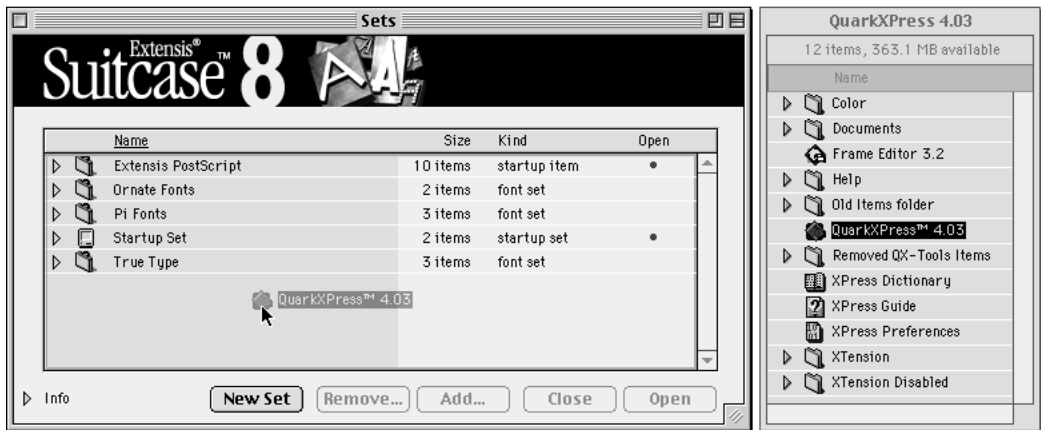 Sets
Extensis®
Suitcase™ 8
Name Size Kind Open
Extensis PostScript 10 items startup item
Ornate Fonts 2 items font set
Pi Fonts 3 items font set
Startup Set 2 items startup set
True Type 3 items font set
QuarkXPress™ 4.03
Info New Set Remove... Add... Close Open
QuarkXPress 4.03
12 items, 363.1 MB available
Name
Color
Documents
Frame Editor 3.2
Help
Old Items folder
QuarkXPress™ 4.03
Removed QX-Tools Items
XPress Dictionary
XPress Guide
XPress Preferences
XTension
XTension Disabled